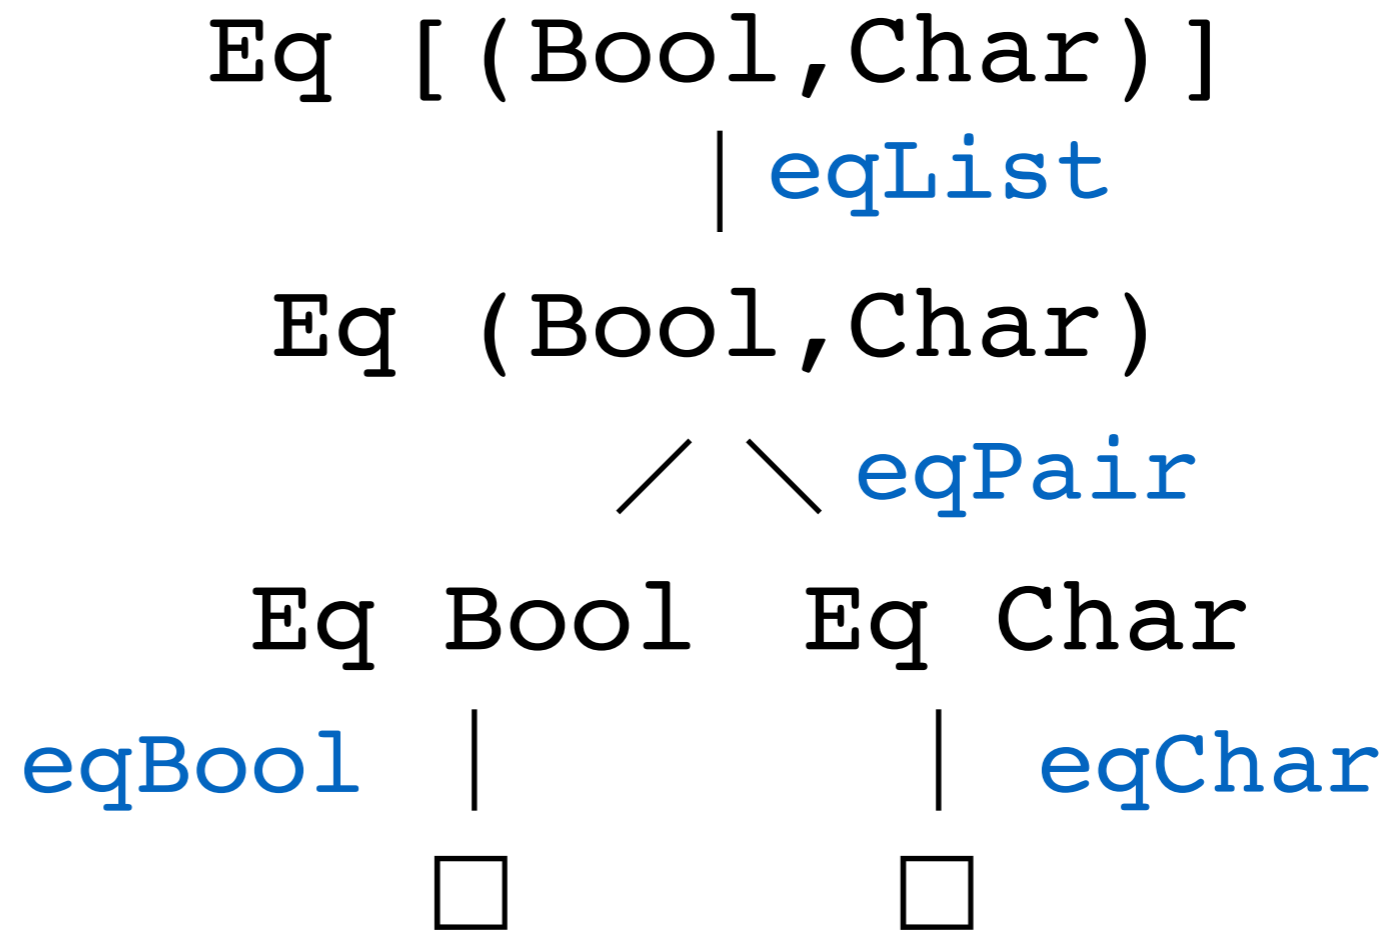 Eq [(Bool,Char)]
eqList
Eq (Bool,Char)
eqPair
Eq Bool Eq Char
eqBool eqChar